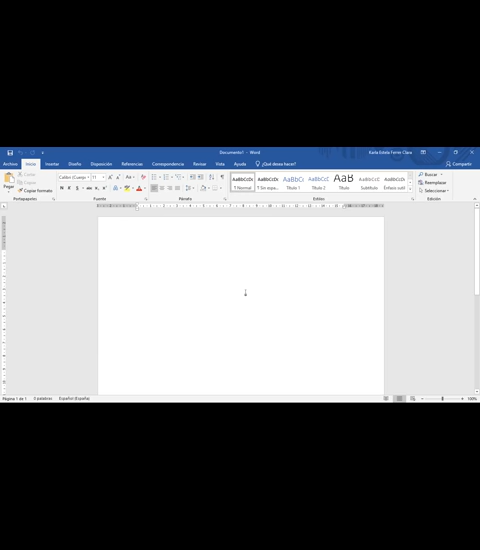 Documento1 - Word
Karla Estela Ferrer Clara
Archivo Inicio Insertar Diseño Disposición Referencias Correspondencia Revisar Vista Ayuda ¿Qué desea hacer? Compartir
Pegar
Cortar
Copiar
Copiar formato
Portapapeles
Calibri (Cuerpo 11
N K S abc x₂ x²
Fuente
Párrafo
AaBbCcDc AaBbCcDc AaBbCc AaBbCcC AaB AaBbCcC AaBbCcDc
¶ Normal ¶ Sin espa... Título 1 Título 2 Título Subtítulo Énfasis sutil
Estilos
Buscar
Reemplazar
Seleccionar
Edición
Página 1 de 1 0 palabras Español (España) 100%